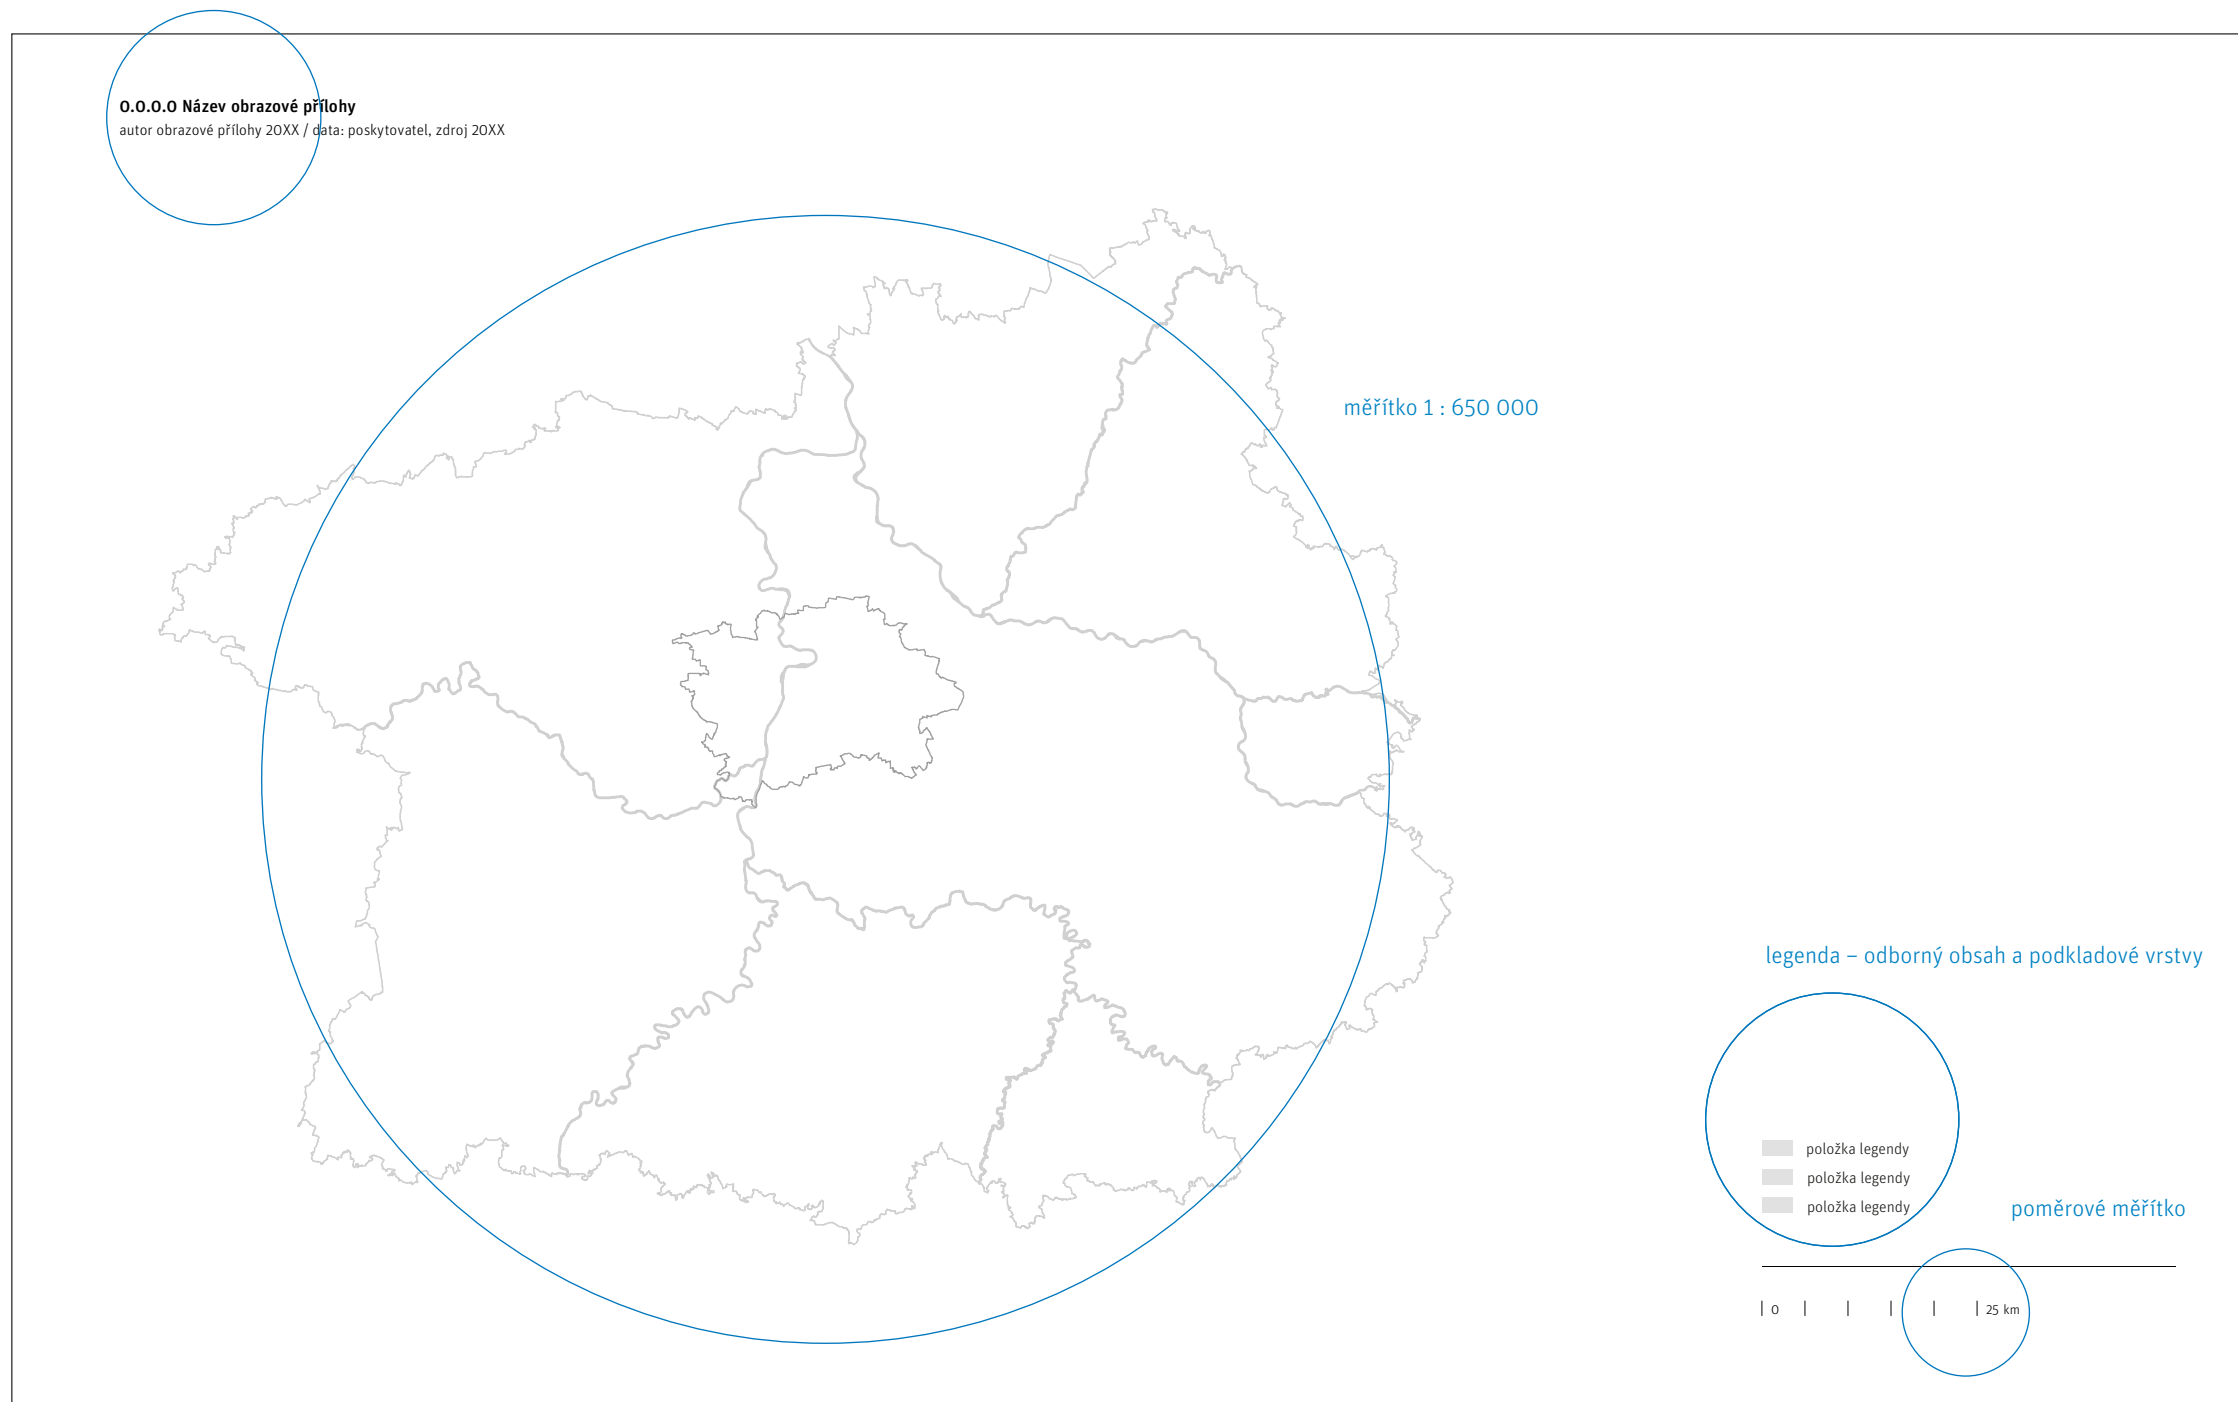 0.0.0.0 Název obrazové přílohy
autor obrazové přílohy 20XX / data: poskytovatel, zdroj 20XX
měřítko 1 : 650 000
legenda – odborný obsah a podkladové vrstvy
položka legendy
položka legendy
položka legendy
poměrové měřítko
0 25 km